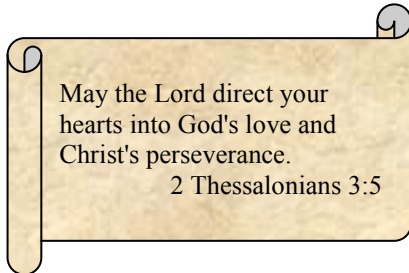 May the Lord direct your
hearts into God's love and
Christ's perseverance.
2 Thessalonians 3:5